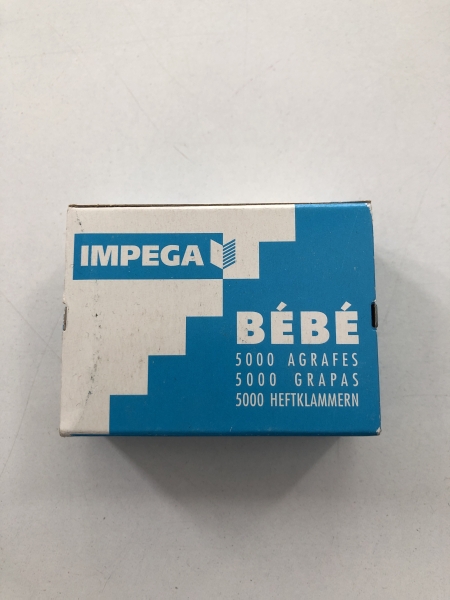 IMPEGA
BÉBÉ
5000 AGRAFES
5000 GRAPAS
5000 HEFTKLAMMERN